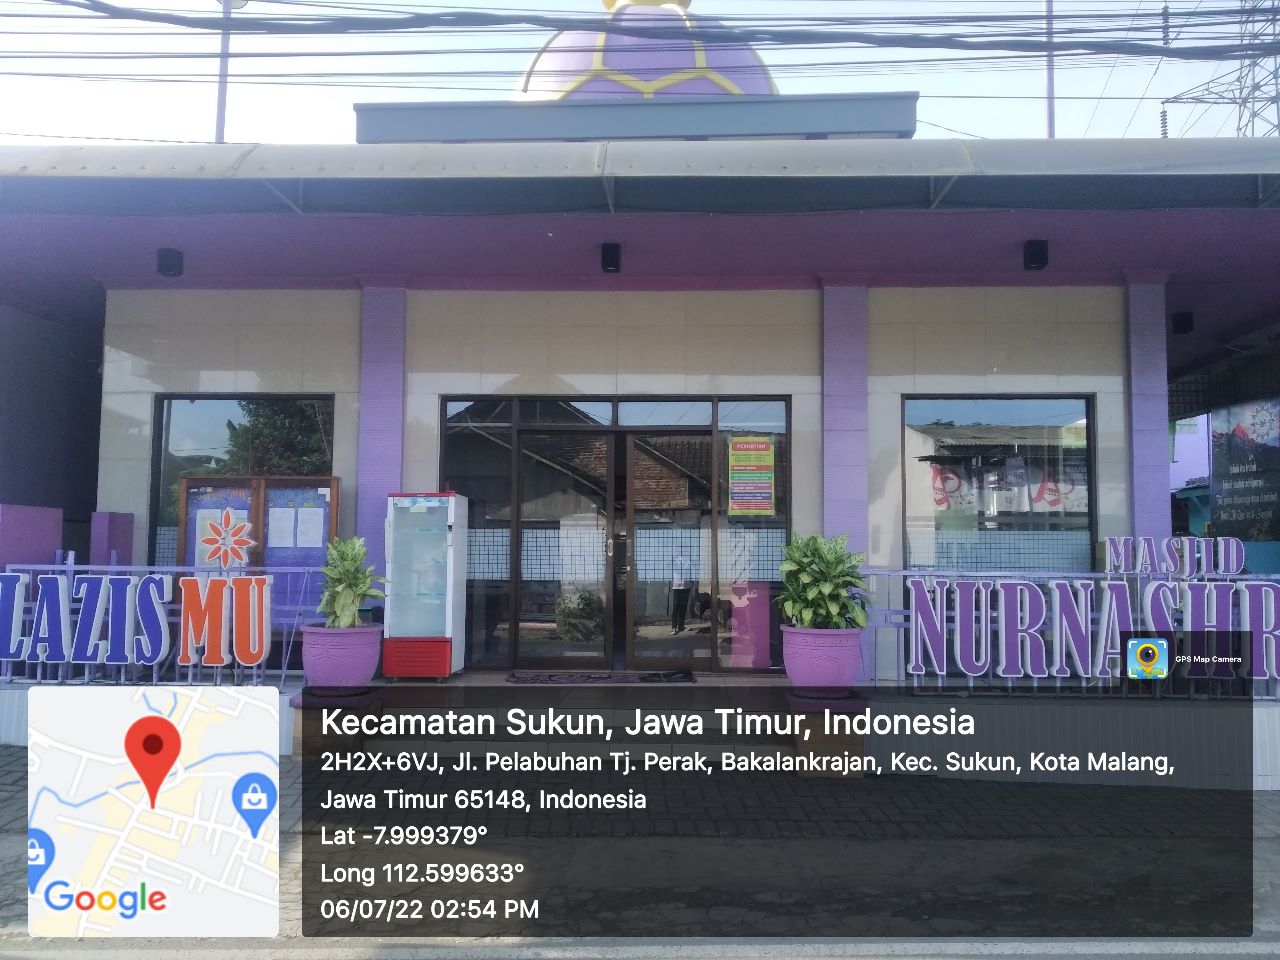 PERHATIAN
LAZISMU
MASJID
NURNASHR
GPS Map Camera
Kecamatan Sukun, Jawa Timur, Indonesia
2H2X+6VJ, Jl. Pelabuhan Tj. Perak, Bakalankrajan, Kec. Sukun, Kota Malang,
Jawa Timur 65148, Indonesia
Lat -7.999379°
Long 112.599633°
06/07/22 02:54 PM
Google